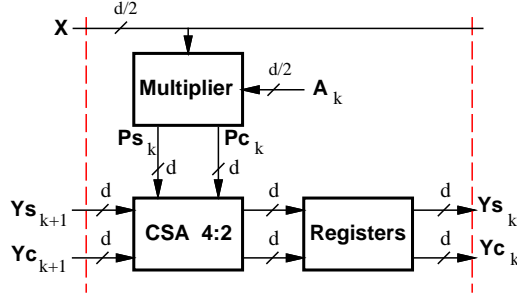 X d/2
d/2
Multiplier A k
Ps k Pc k
d d
Ys k+1 d d d Ys k
CSA 4:2 Registers
Yc k+1 d d d Yc k